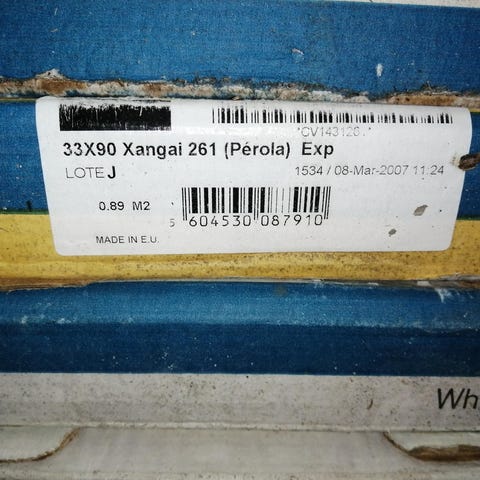 *CV143126
33X90 Xangai 261 (Pérola) Exp
LOTE J 1534 / 08-Mar-2007 11:24
0.89 M2
5 604530 087910
MADE IN E.U.
Wh